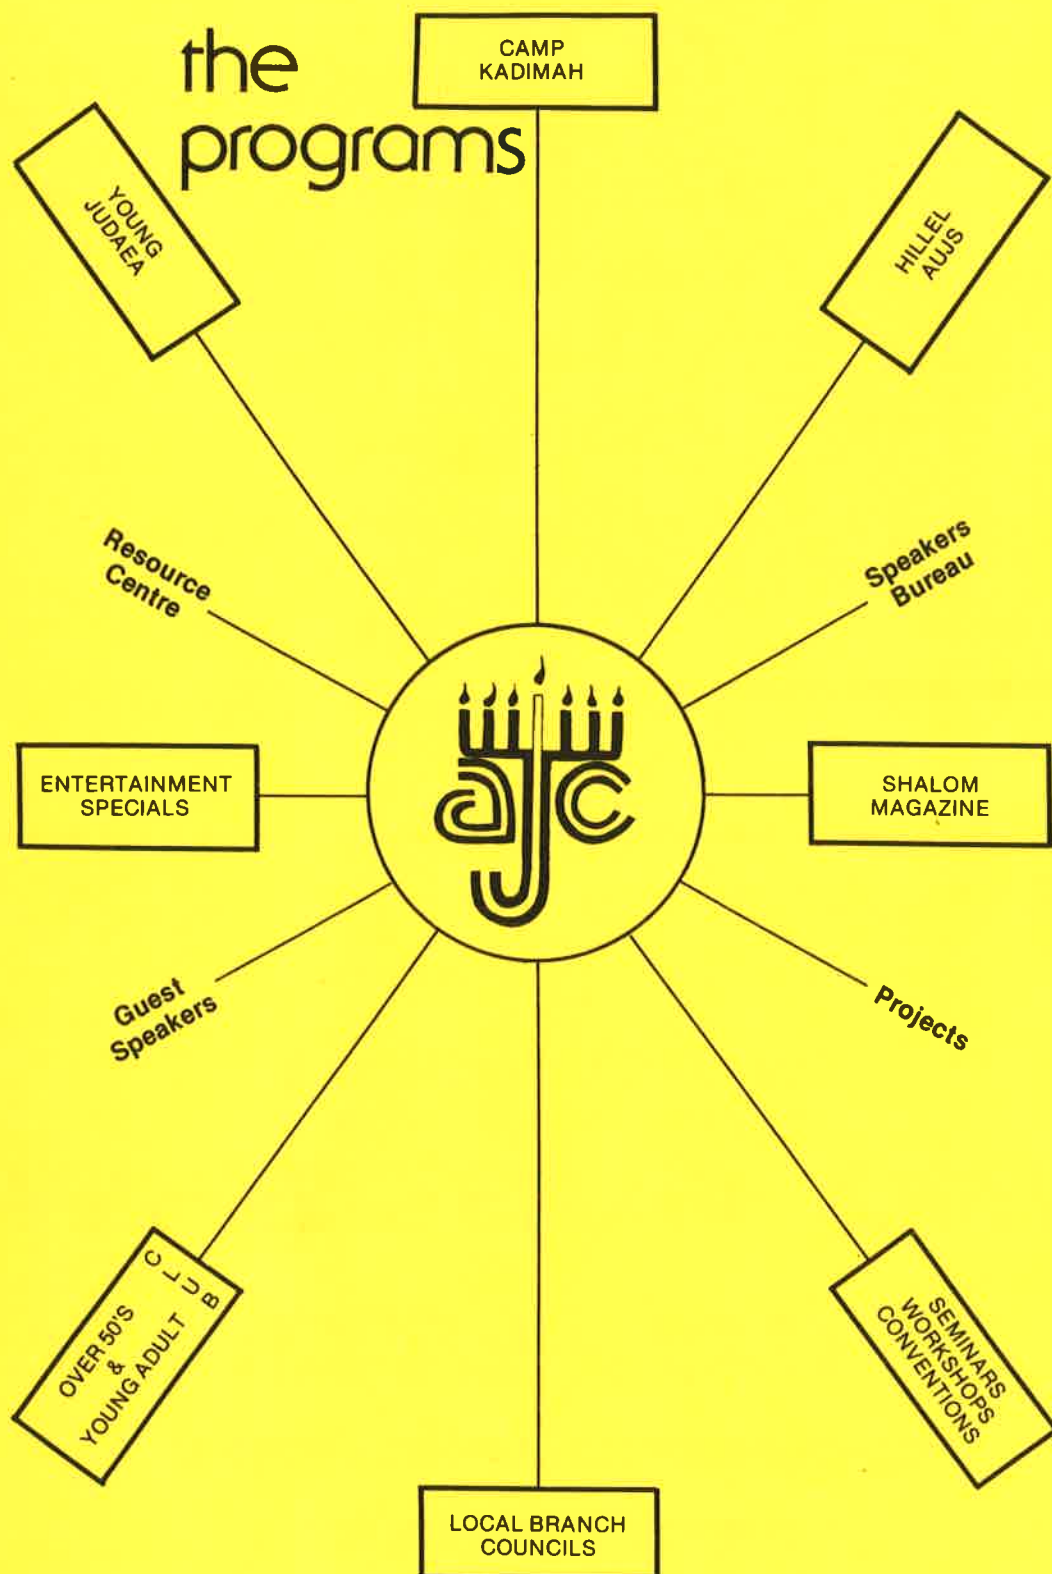 the
programs
CAMP
KADIMAH
YOUNG
JUDAEA
HILLEL
AUJS
Resource
Centre
Speakers
Bureau
ajc
ENTERTAINMENT
SPECIALS
SHALOM
MAGAZINE
Guest
Speakers
Projects
OVER 50'S
&
YOUNG ADULT
CLUB
SEMINARS
WORKSHOPS
CONVENTIONS
LOCAL BRANCH
COUNCILS